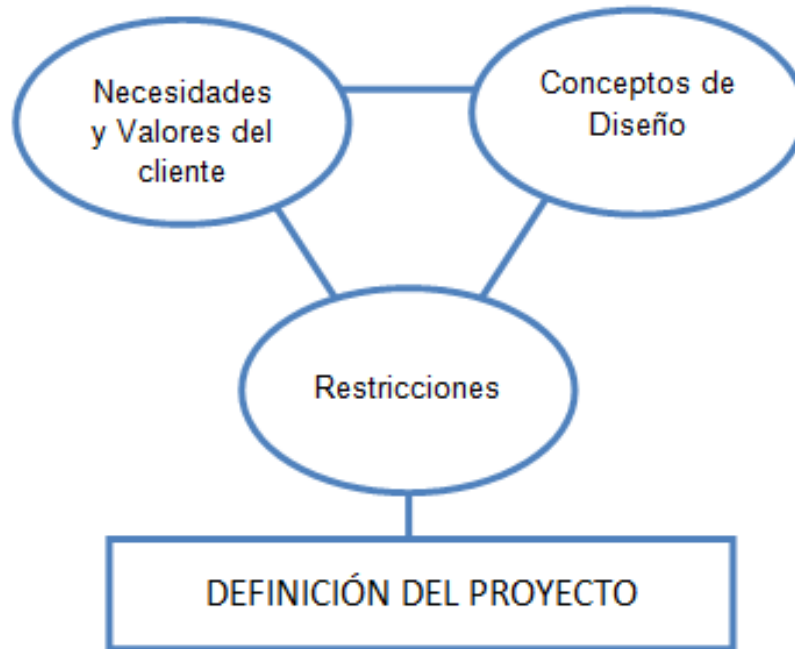 Necesidades
y Valores del
cliente
Conceptos de
Diseño
Restricciones
DEFINICIÓN DEL PROYECTO